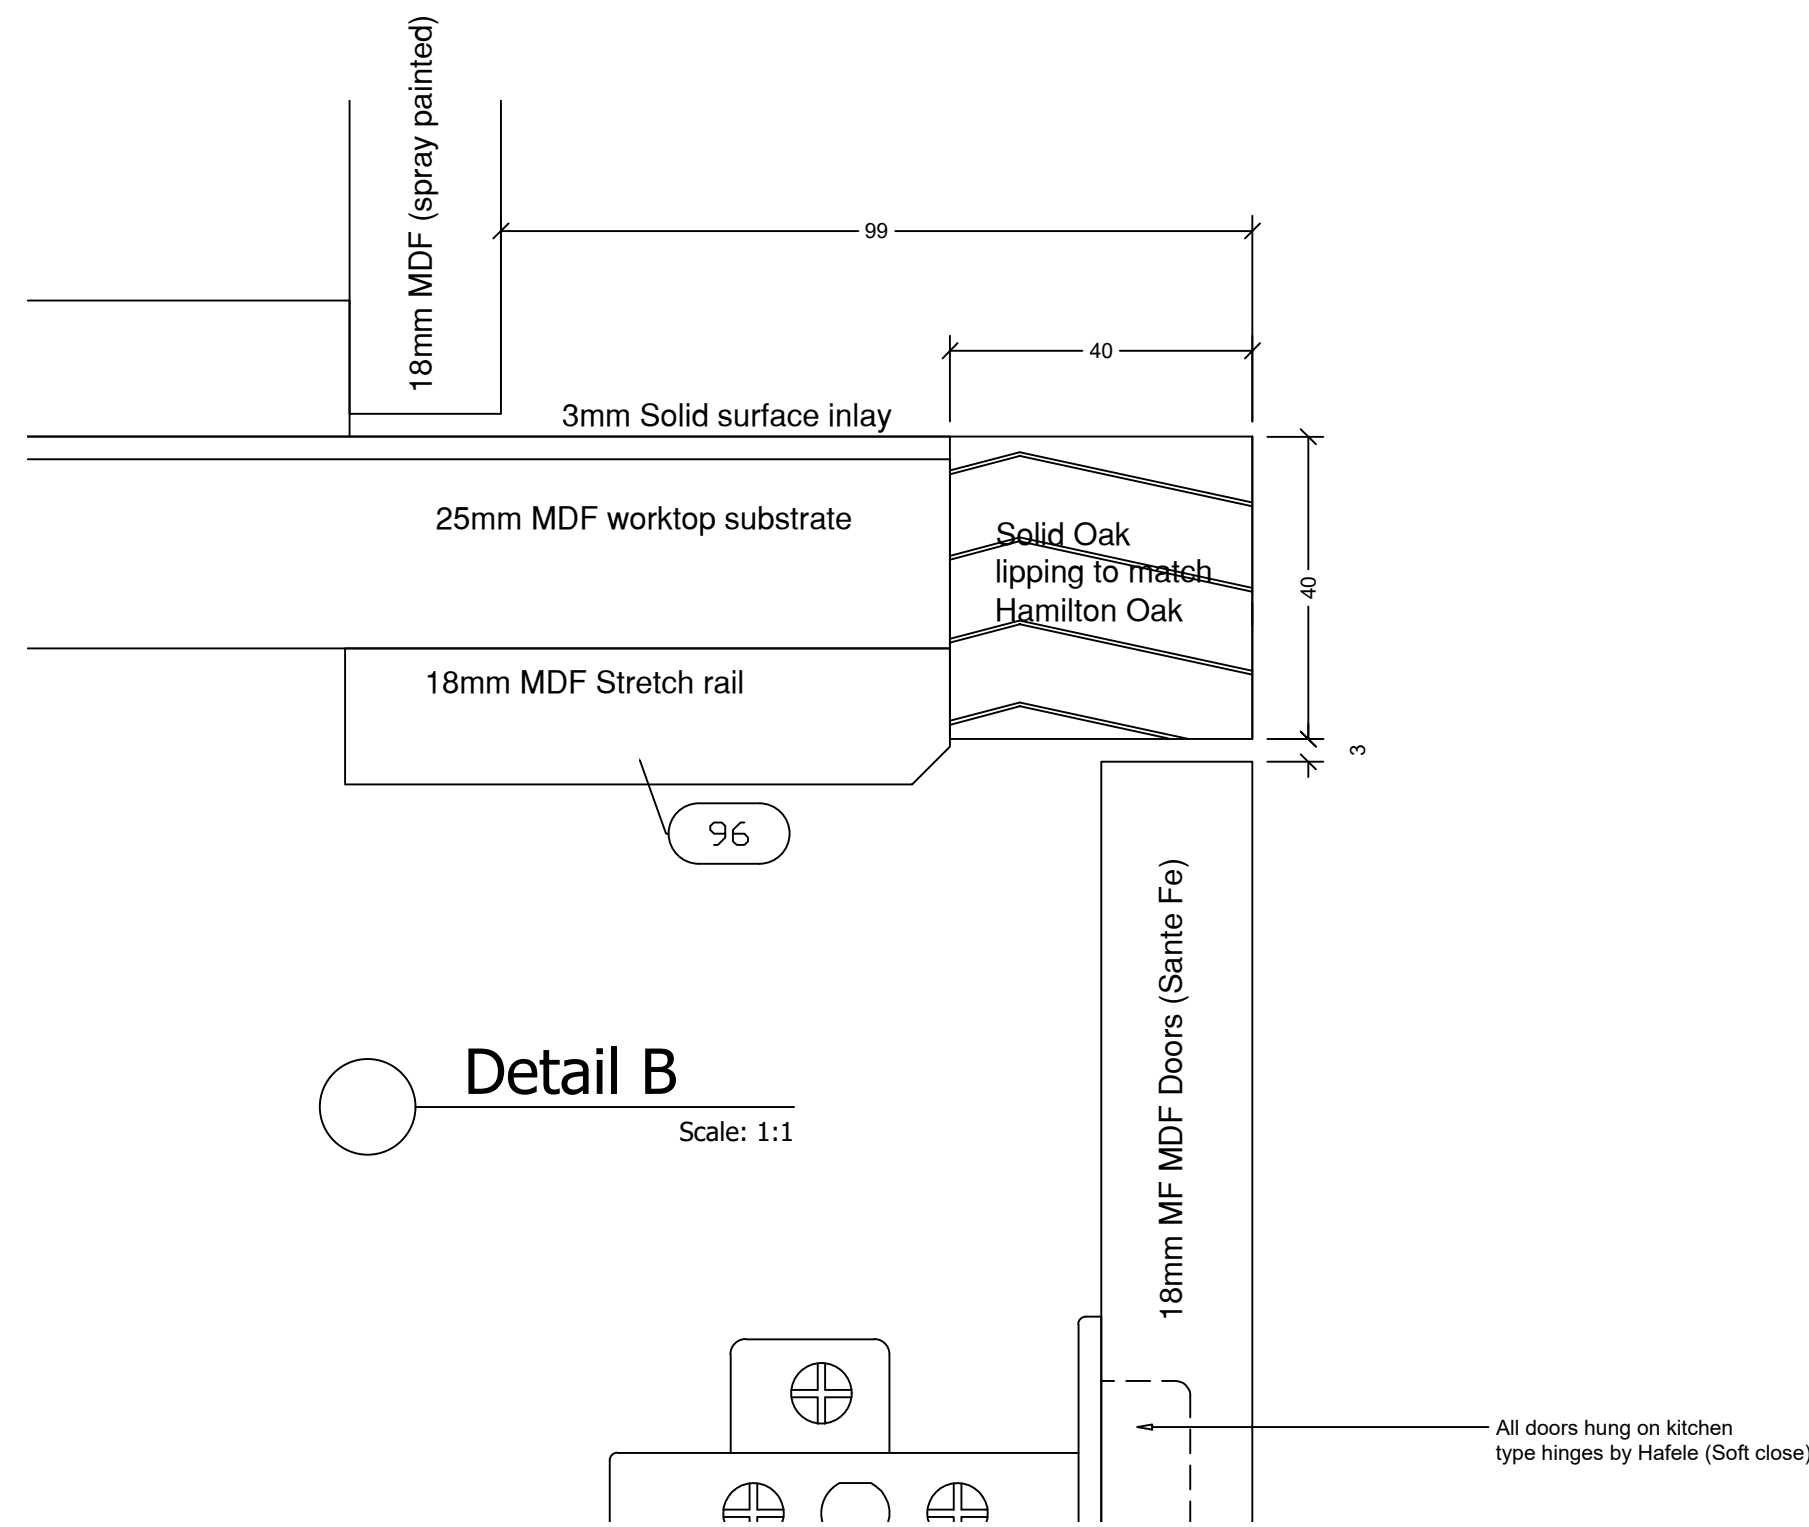 18mm MDF (spray painted)
99
40
3mm Solid surface inlay
25mm MDF worktop substrate
Solid Oak
lipping to match
Hamilton Oak
40
18mm MDF Stretch rail
3
96
18mm MF MDF Doors (Sante Fe)
Detail B
Scale: 1:1
All doors hung on kitchen
type hinges by Hafele (Soft close)